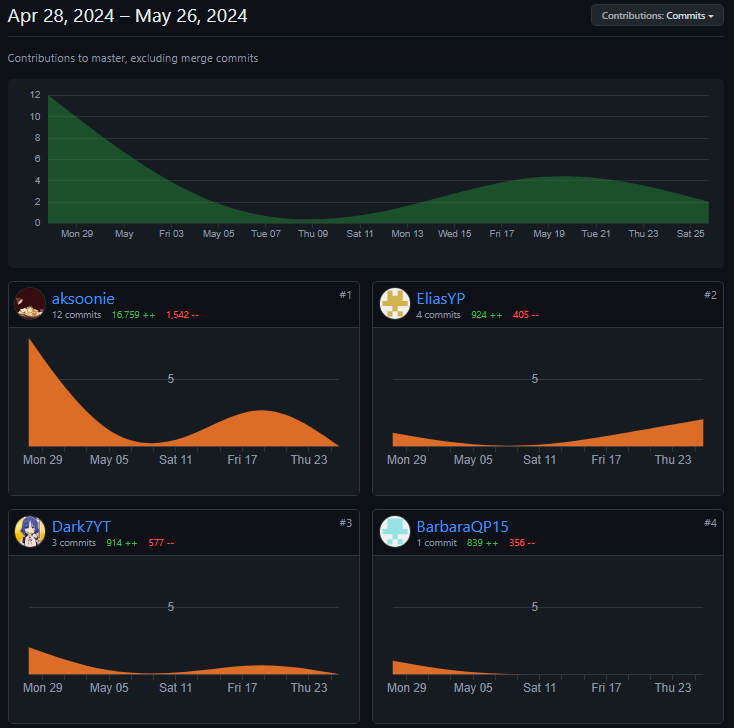 Apr 28, 2024 – May 26, 2024
Contributions: Commits
Contributions to master, excluding merge commits
12
10
8
6
4
2
0
Mon 29 May Fri 03 May 05 Tue 07 Thu 09 Sat 11 Mon 13 Wed 15 Fri 17 May 19 Tue 21 Thu 23 Sat 25
aksoonie #1
12 commits 16,759 ++ 1,542 --
5
Mon 29 May 05 Sat 11 Fri 17 Thu 23
EliasYP #2
4 commits 924 ++ 405 --
5
Mon 29 May 05 Sat 11 Fri 17 Thu 23
Dark7YT #3
3 commits 914 ++ 577 --
5
Mon 29 May 05 Sat 11 Fri 17 Thu 23
BarbaraQP15 #4
1 commit 839 ++ 356 --
5
Mon 29 May 05 Sat 11 Fri 17 Thu 23